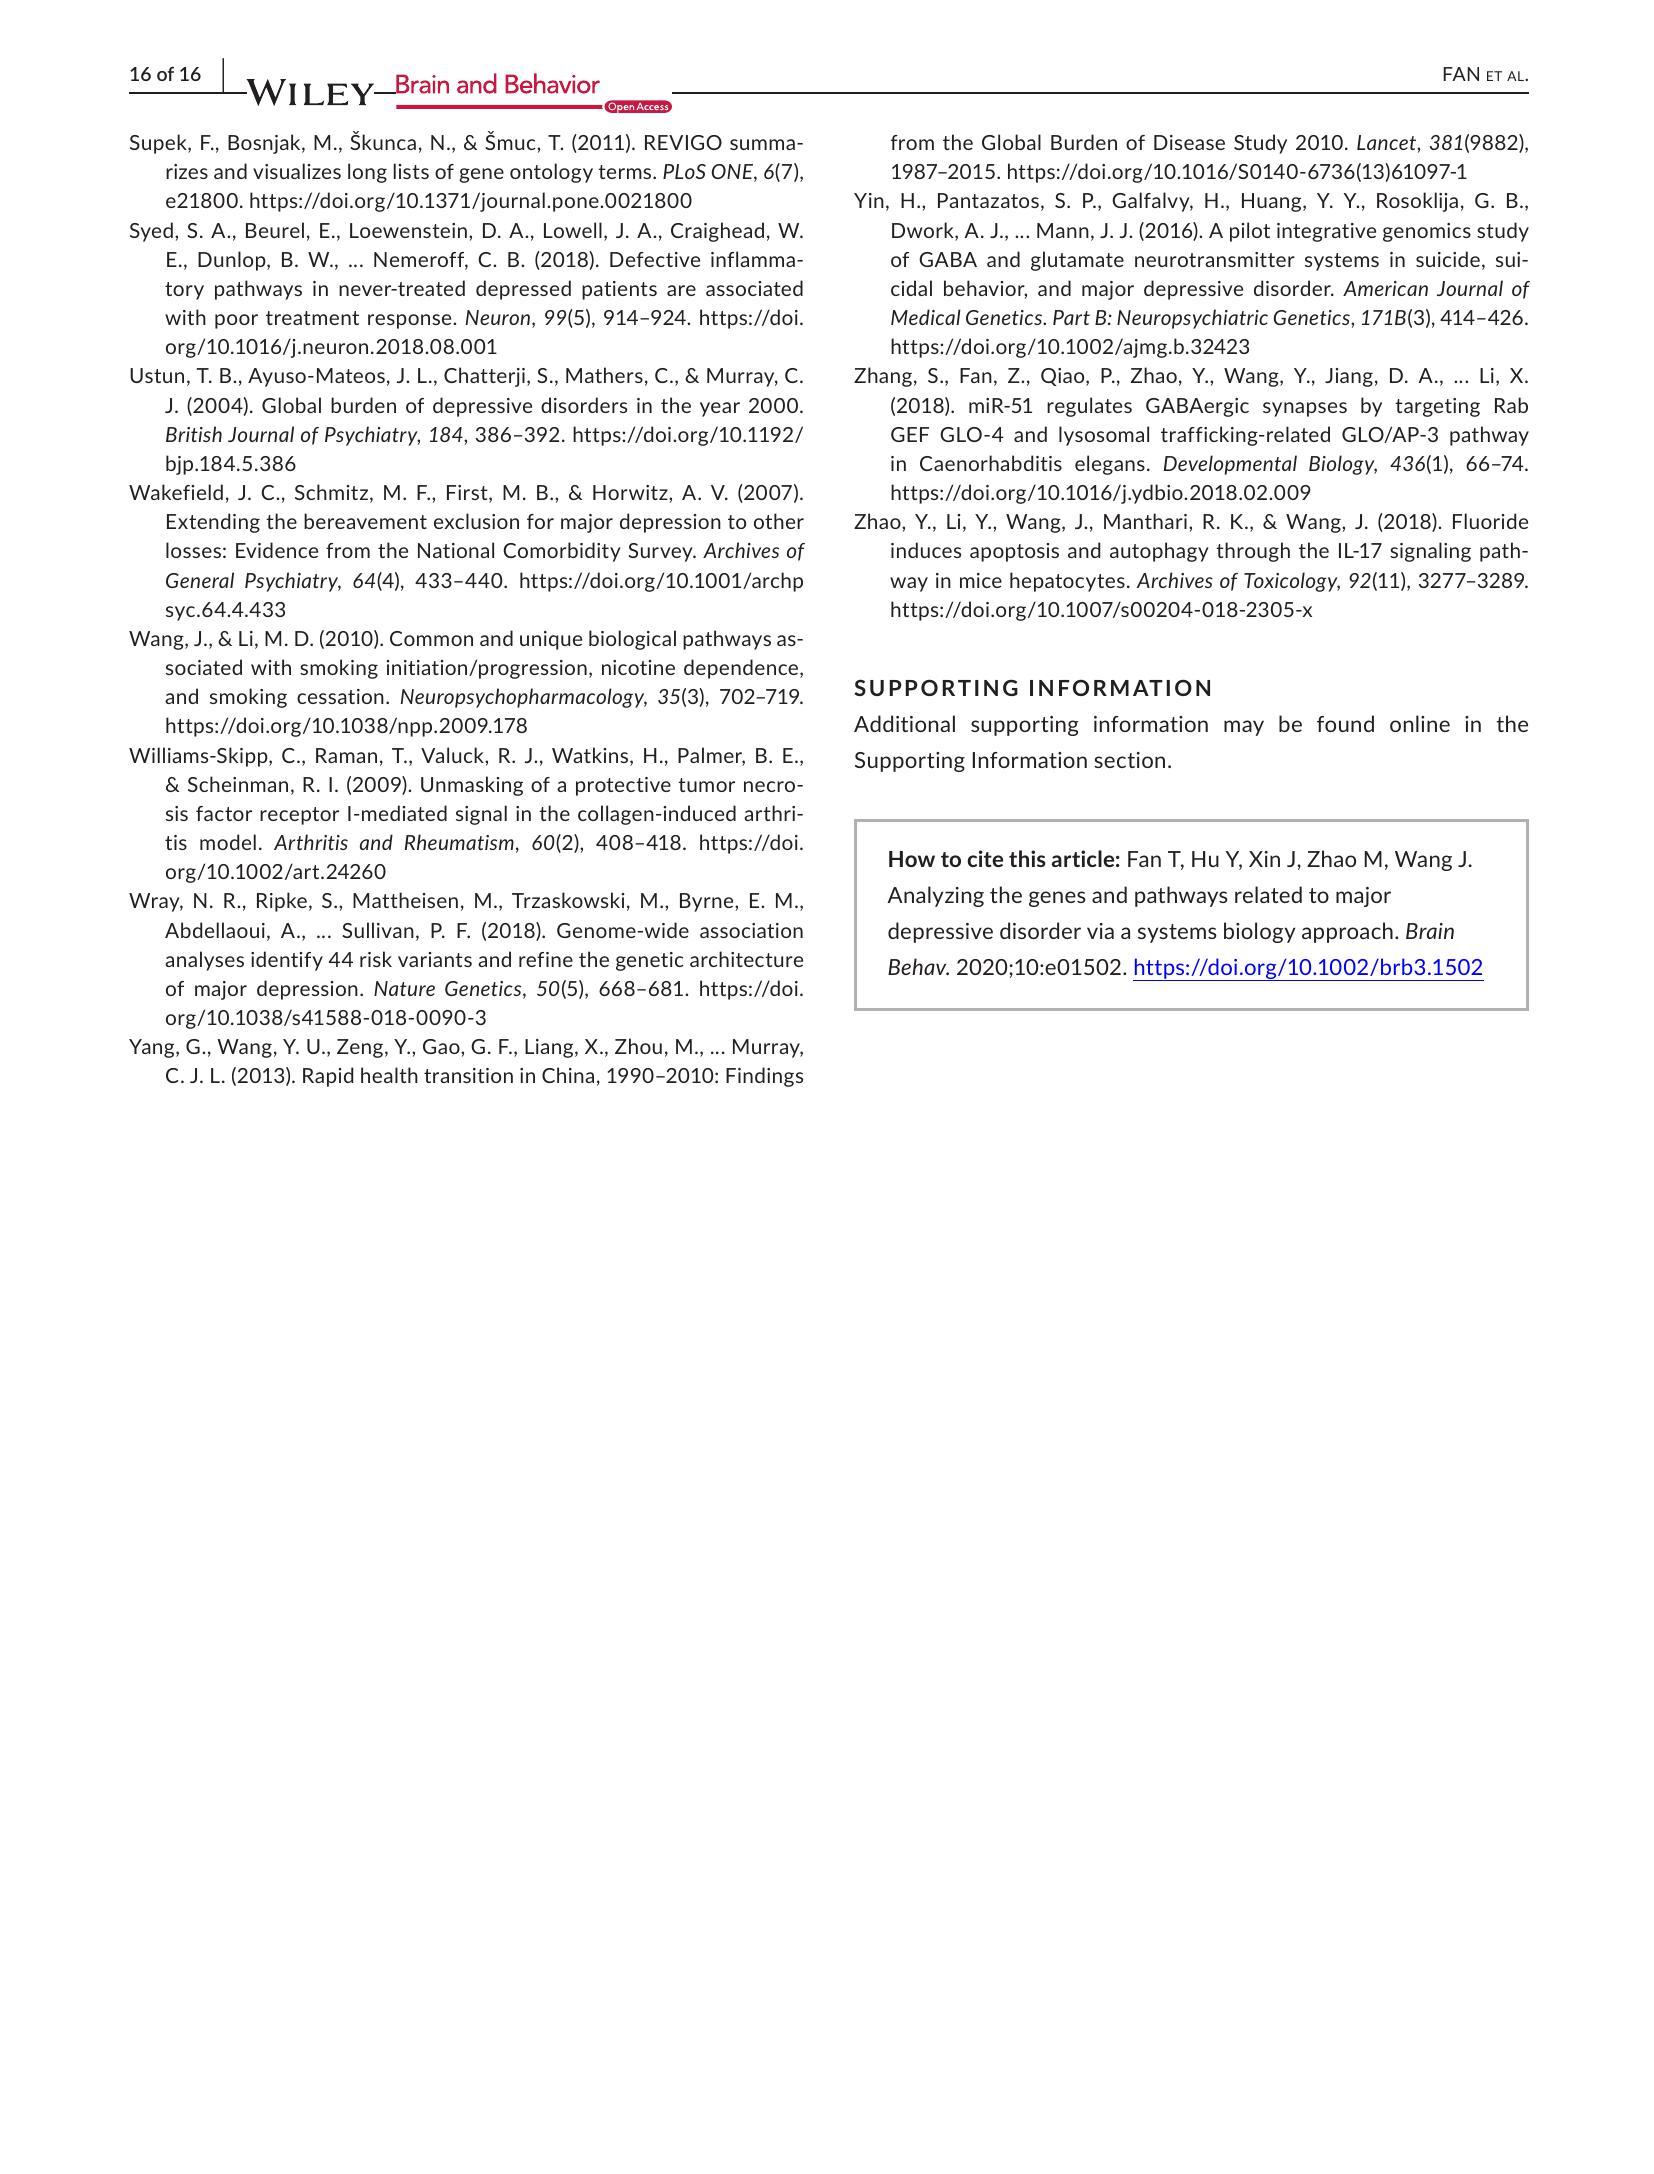 16 of 16
WILEY
Brain and Behavior
Open Access
FAN ET AL.
Supek, F., Bosnjak, M., Škunca, N., & Šmuc, T. (2011). REVIGO summa-
rizes and visualizes long lists of gene ontology terms. PLoS ONE, 6(7),
e21800. https://doi.org/10.1371/journal.pone.0021800
Syed, S. A., Beurel, E., Loewenstein, D. A., Lowell, J. A., Craighead, W.
E., Dunlop, B. W., ... Nemeroff, C. B. (2018). Defective inflamma-
tory pathways in never-treated depressed patients are associated
with poor treatment response. Neuron, 99(5), 914–924. https://doi.
org/10.1016/j.neuron.2018.08.001
Ustun, T. B., Ayuso-Mateos, J. L., Chatterji, S., Mathers, C., & Murray, C.
J. (2004). Global burden of depressive disorders in the year 2000.
British Journal of Psychiatry, 184, 386–392. https://doi.org/10.1192/
bjp.184.5.386
Wakefield, J. C., Schmitz, M. F., First, M. B., & Horwitz, A. V. (2007).
Extending the bereavement exclusion for major depression to other
losses: Evidence from the National Comorbidity Survey. Archives of
General Psychiatry, 64(4), 433–440. https://doi.org/10.1001/archp
syc.64.4.433
Wang, J., & Li, M. D. (2010). Common and unique biological pathways as-
sociated with smoking initiation/progression, nicotine dependence,
and smoking cessation. Neuropsychopharmacology, 35(3), 702–719.
https://doi.org/10.1038/npp.2009.178
Williams-Skipp, C., Raman, T., Valuck, R. J., Watkins, H., Palmer, B. E.,
& Scheinman, R. I. (2009). Unmasking of a protective tumor necro-
sis factor receptor I-mediated signal in the collagen-induced arthri-
tis model. Arthritis and Rheumatism, 60(2), 408–418. https://doi.
org/10.1002/art.24260
Wray, N. R., Ripke, S., Mattheisen, M., Trzaskowski, M., Byrne, E. M.,
Abdellaoui, A., ... Sullivan, P. F. (2018). Genome-wide association
analyses identify 44 risk variants and refine the genetic architecture
of major depression. Nature Genetics, 50(5), 668–681. https://doi.
org/10.1038/s41588-018-0090-3
Yang, G., Wang, Y. U., Zeng, Y., Gao, G. F., Liang, X., Zhou, M., ... Murray,
C. J. L. (2013). Rapid health transition in China, 1990–2010: Findings
from the Global Burden of Disease Study 2010. Lancet, 381(9882),
1987–2015. https://doi.org/10.1016/S0140-6736(13)61097-1
Yin, H., Pantazatos, S. P., Galfalvy, H., Huang, Y. Y., Rosoklija, G. B.,
Dwork, A. J., ... Mann, J. J. (2016). A pilot integrative genomics study
of GABA and glutamate neurotransmitter systems in suicide, sui-
cidal behavior, and major depressive disorder. American Journal of
Medical Genetics. Part B: Neuropsychiatric Genetics, 171B(3), 414–426.
https://doi.org/10.1002/ajmg.b.32423
Zhang, S., Fan, Z., Qiao, P., Zhao, Y., Wang, Y., Jiang, D. A., ... Li, X.
(2018). miR-51 regulates GABAergic synapses by targeting Rab
GEF GLO-4 and lysosomal trafficking-related GLO/AP-3 pathway
in Caenorhabditis elegans. Developmental Biology, 436(1), 66–74.
https://doi.org/10.1016/j.ydbio.2018.02.009
Zhao, Y., Li, Y., Wang, J., Manthari, R. K., & Wang, J. (2018). Fluoride
induces apoptosis and autophagy through the IL-17 signaling path-
way in mice hepatocytes. Archives of Toxicology, 92(11), 3277–3289.
https://doi.org/10.1007/s00204-018-2305-x
SUPPORTING INFORMATION
Additional supporting information may be found online in the
Supporting Information section.
How to cite this article: Fan T, Hu Y, Xin J, Zhao M, Wang J.
Analyzing the genes and pathways related to major
depressive disorder via a systems biology approach. Brain
Behav. 2020;10:e01502. https://doi.org/10.1002/brb3.1502